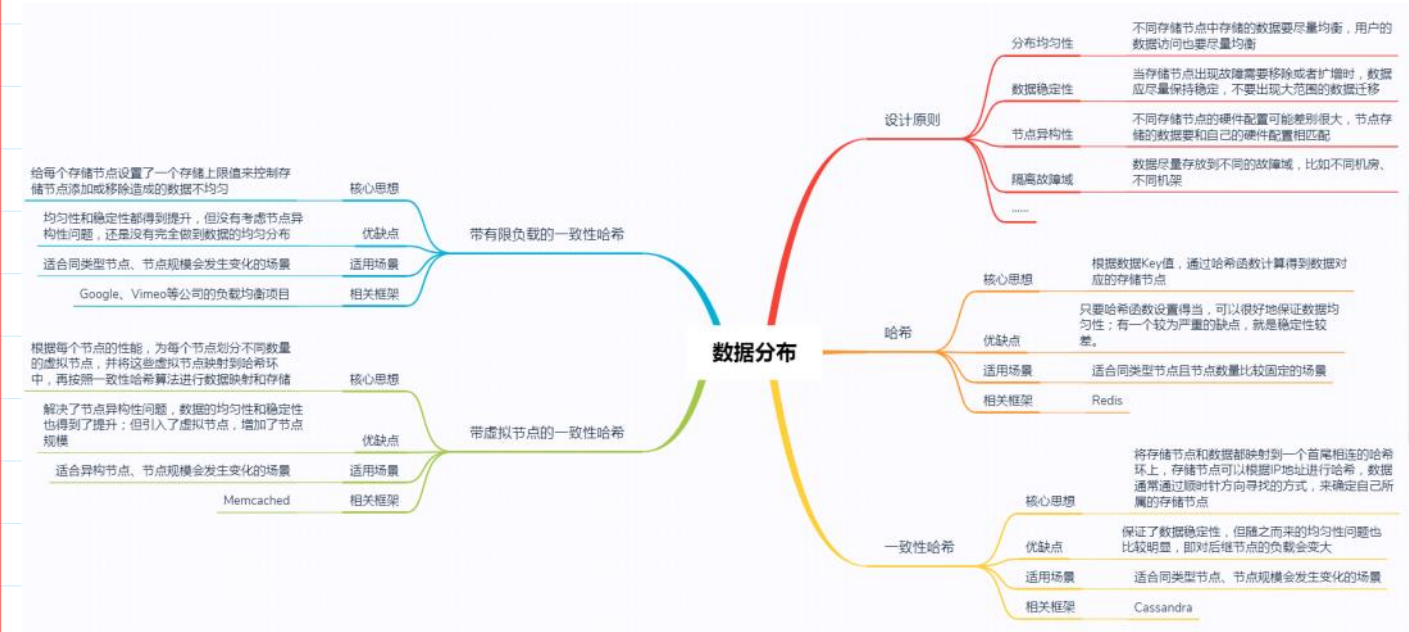 数据分布
设计原则
分布均匀性
不同存储节点中存储的数据要尽量均衡，用户的
数据访问也要尽量均衡
数据稳定性
当存储节点出现故障需要移除或者扩增时，数据
应尽量保持稳定，不要出现大范围的数据迁移
节点异构性
不同存储节点的硬件配置可能差别很大，节点存
储的数据要和自己的硬件配置相匹配
隔离故障域
数据尽量存放到不同的故障域，比如不同机房、
不同机架
......
哈希
核心思想
根据数据Key值，通过哈希函数计算得到数据对
应的存储节点
优缺点
只要哈希函数设置得当，可以很好地保证数据均
匀性；有一个较为严重的缺点，就是稳定性较
差。
适用场景
适合同类型节点且节点数量比较固定的场景
相关框架
Redis
一致性哈希
核心思想
将存储节点和数据都映射到一个首尾相连的哈希
环上，存储节点可以根据IP地址进行哈希，数据
通常通过顺时针方向寻找的方式，来确定自己所
属的存储节点
优缺点
保证了数据稳定性，但随之而来的均匀性问题也
比较明显，即对后继节点的负载会变大
适用场景
适合同类型节点、节点规模会发生变化的场景
相关框架
Cassandra
带有限负载的一致性哈希
核心思想
给每个存储节点设置了一个存储上限值来控制存
储节点添加或移除造成的数据不均匀
优缺点
均匀性和稳定性都得到提升，但没有考虑节点异
构性问题，还是没有完全做到数据的均匀分布
适用场景
适合同类型节点、节点规模会发生变化的场景
相关框架
Google、Vimeo等公司的负载均衡项目
带虚拟节点的一致性哈希
核心思想
根据每个节点的性能，为每个节点划分不同数量
的虚拟节点，并将这些虚拟节点映射到哈希环
中，再按照一致性哈希算法进行数据映射和存储
优缺点
解决了节点异构性问题，数据的均匀性和稳定性
也得到了提升；但引入了虚拟节点，增加了节点
规模
适用场景
适合异构节点、节点规模会发生变化的场景
相关框架
Memcached